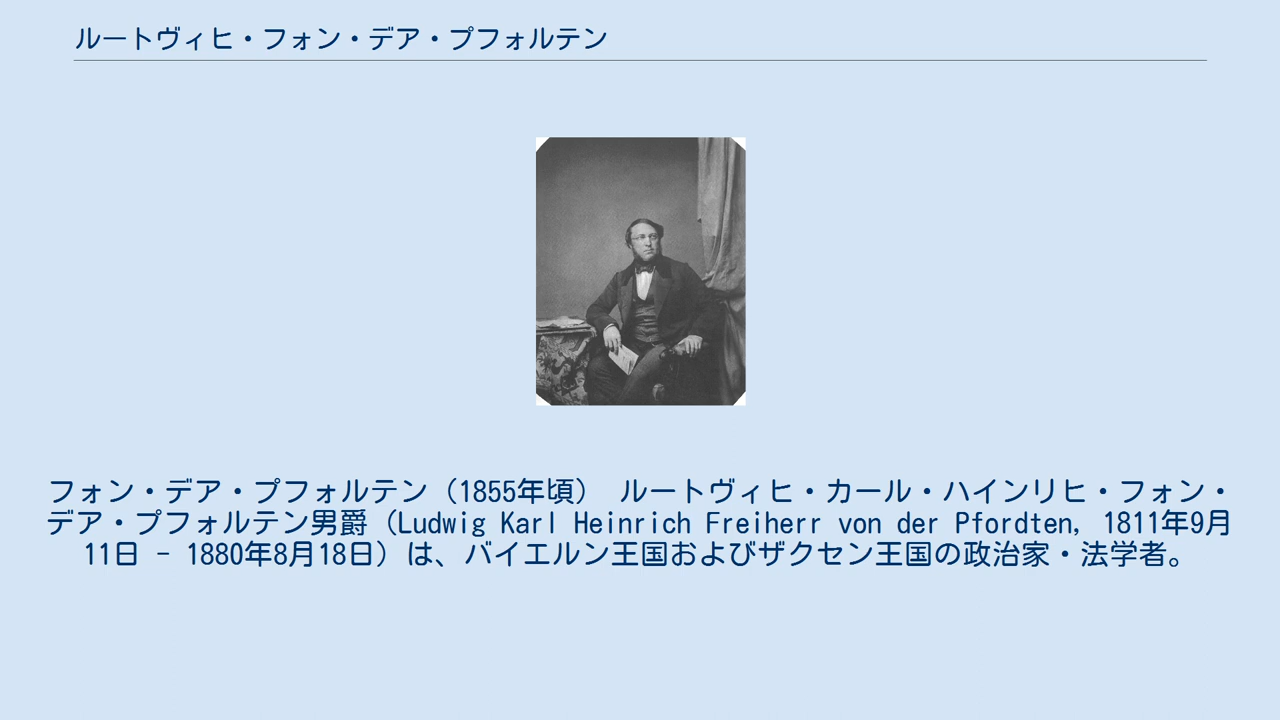 ルートヴィヒ・フォン・デア・プフォルテン
フォン・デア・プフォルテン（1855年頃） ルートヴィヒ・カール・ハインリヒ・フォン・
デア・プフォルテン男爵（Ludwig Karl Heinrich Freiherr von der Pfordten, 1811年9月
11日 - 1880年8月18日）は、バイエルン王国およびザクセン王国の政治家・法学者。